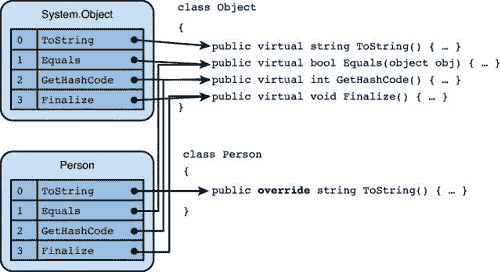 System.Object
0 ToString
1 Equals
2 GetHashCode
3 Finalize
class Object
{
public virtual string ToString() { … }
public virtual bool Equals(object obj) { … }
public virtual int GetHashCode() { … }
public virtual void Finalize() { … }
}
Person
0 ToString
1 Equals
2 GetHashCode
3 Finalize
class Person
{
public override string ToString() { … }
}